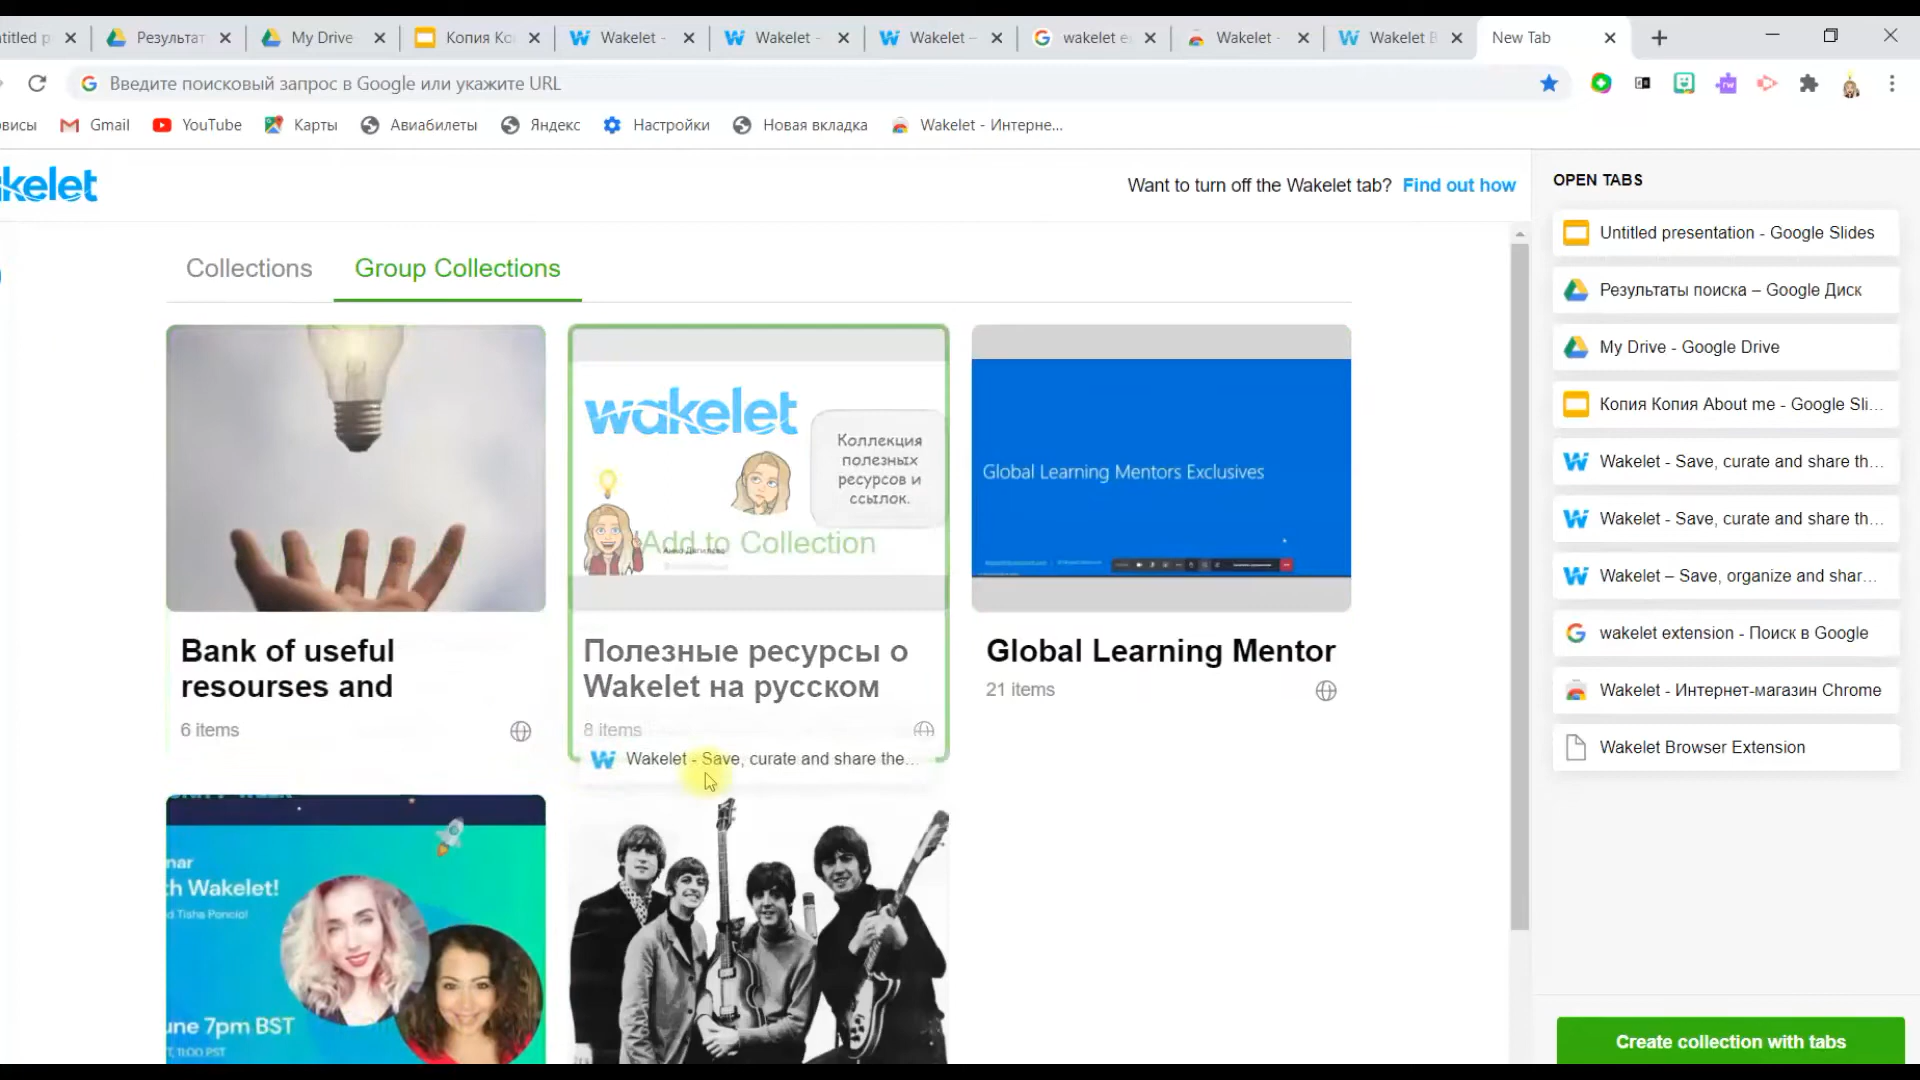 titled p
Результат
My Drive
Копия Ко
Wakelet -
Wakelet -
Wakelet –
wakelet e
Wakelet -
Wakelet B
New Tab
Введите поисковый запрос в Google или укажите URL
висы
Gmail
YouTube
Карты
Авиабилеты
Яндекс
Настройки
Новая вкладка
Wakelet - Интерне...
kelet
Want to turn off the Wakelet tab? Find out how
Collections
Group Collections
wakelet
Коллекция
полезных
ресурсов и
ссылок.
Add to Collection
Global Learning Mentors Exclusives
Bank of useful
resourses and
6 items
Полезные ресурсы о
Wakelet на русском
8 items
Wakelet - Save, curate and share the...
Global Learning Mentor
21 items
nar
th Wakelet!
d Tisha Poncio!
une 7pm BST
T, 11:00 PST
OPEN TABS
Untitled presentation - Google Slides
Результаты поиска – Google Диск
My Drive - Google Drive
Копия Копия About me - Google Sli...
Wakelet - Save, curate and share th...
Wakelet - Save, curate and share th...
Wakelet – Save, organize and shar...
wakelet extension - Поиск в Google
Wakelet - Интернет-магазин Chrome
Wakelet Browser Extension
Create collection with tabs